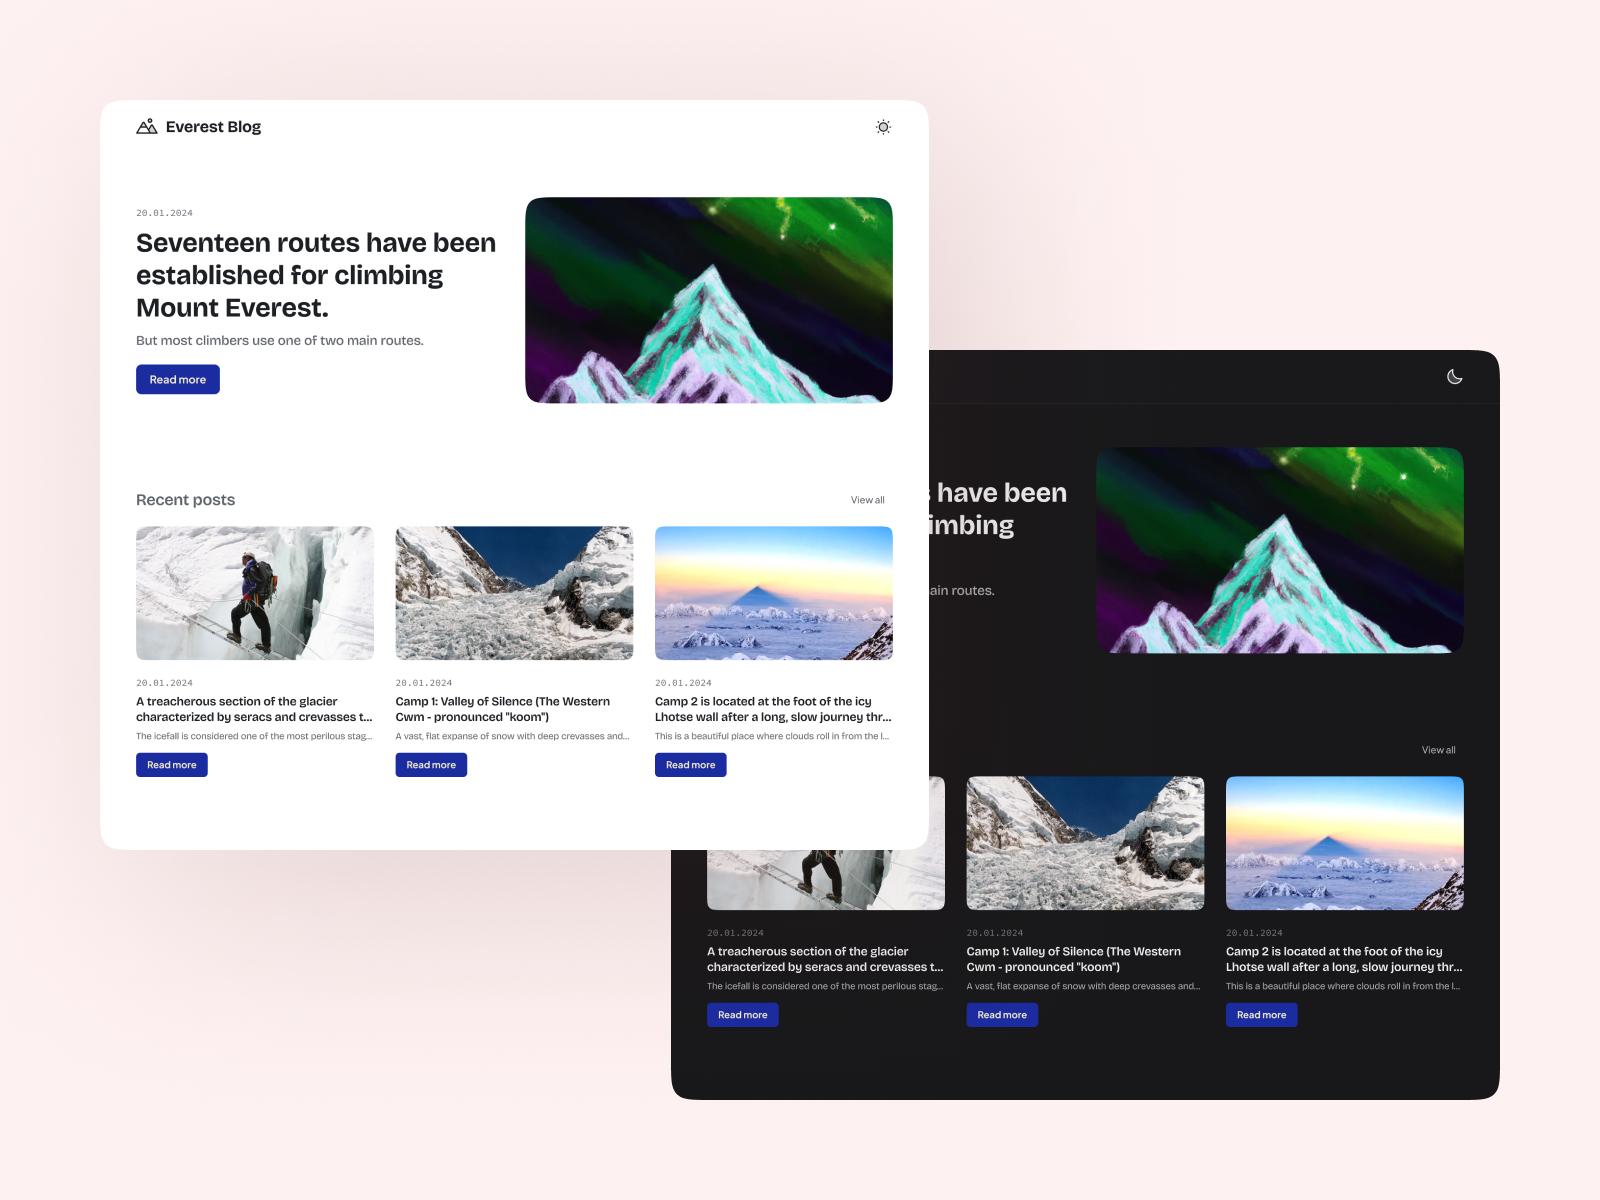 Everest Blog
20.01.2024
Seventeen routes have been
established for climbing
Mount Everest.
But most climbers use one of two main routes.
Read more
Recent posts
View all
20.01.2024
A treacherous section of the glacier
characterized by seracs and crevasses t...
The icefall is considered one of the most perilous stag...
Read more
20.01.2024
Camp 1: Valley of Silence (The Western
Cwm - pronounced "koom")
A vast, flat expanse of snow with deep crevasses and...
Read more
20.01.2024
Camp 2 is located at the foot of the icy
Lhotse wall after a long, slow journey thr...
This is a beautiful place where clouds roll in from the l...
Read more
have been
imbing
ain routes.
View all
20.01.2024
A treacherous section of the glacier
characterized by seracs and crevasses t...
The icefall is considered one of the most perilous stag...
Read more
20.01.2024
Camp 1: Valley of Silence (The Western
Cwm - pronounced "koom")
A vast, flat expanse of snow with deep crevasses and...
Read more
20.01.2024
Camp 2 is located at the foot of the icy
Lhotse wall after a long, slow journey thr...
This is a beautiful place where clouds roll in from the l...
Read more